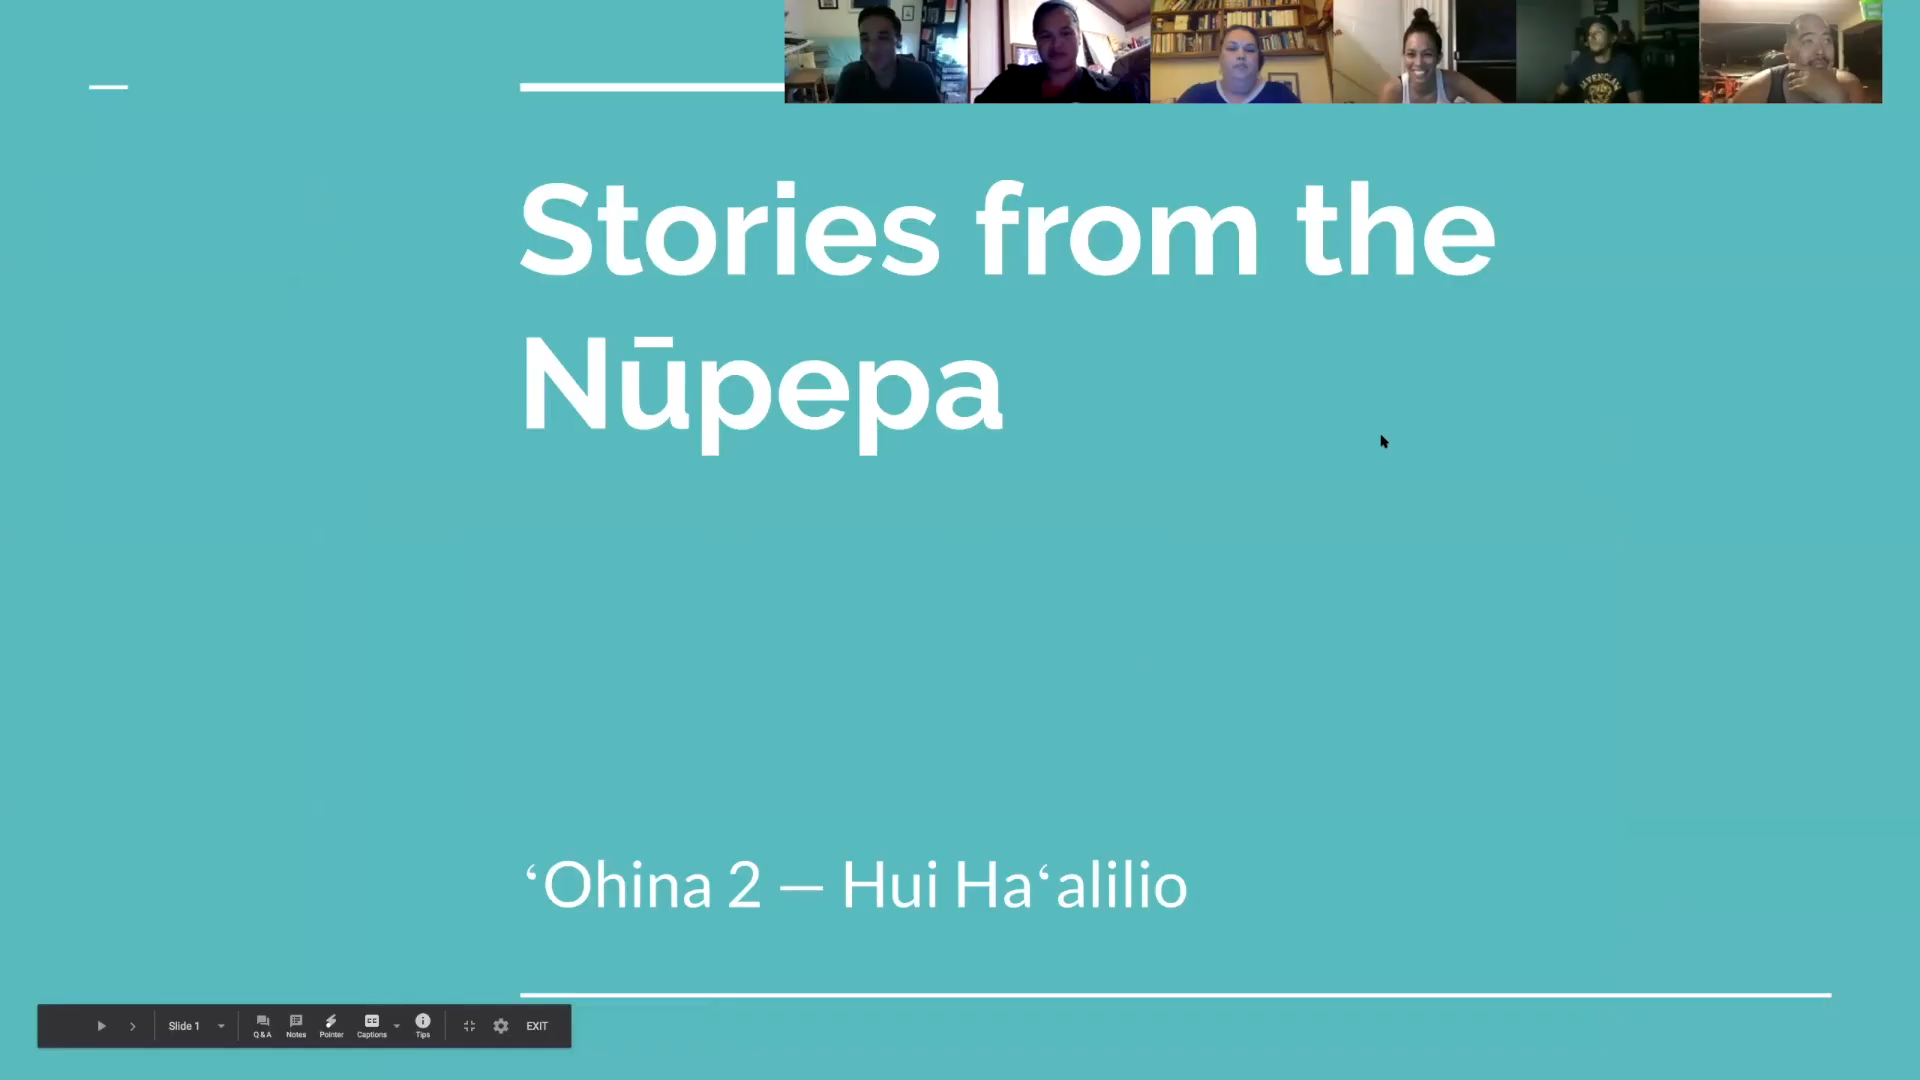 Stories from the
Nūpepa
ʻOhina 2 — Hui Haʻalilio
Slide 1
Q&A
Notes
Pointer
Captions
Tips
EXIT